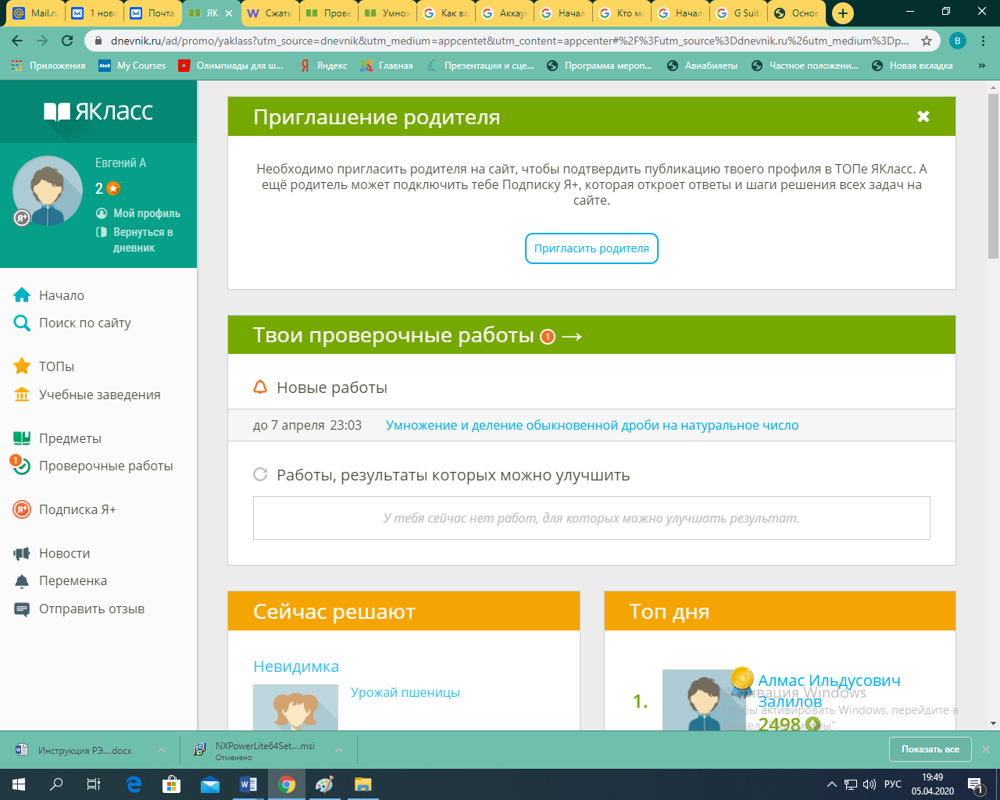 Mail.ru
1 новс
Почта
ЯК
Сжать
Прове
Умнож
Как во
Аккаун
Начал
Кто мо
Начал
G Suit
Основ
dnevnik.ru/ad/promo/yaklass?utm_source=dnevnik&utm_medium=appcentet&utm_content=appcenter#%2F%3Futm_source%3Ddnevnik.ru%26utm_medium%3Dp...
B
Приложения
My Courses
Олимпиады для ш...
Яндекс
Главная
Презентации и сце...
Программа мероп...
Авиабилеты
Частное положени...
Новая вкладка
»
ЯКласс
Евгений А
2
Я+
Мой профиль
Вернуться в
дневник
Начало
Поиск по сайту
ТОПы
Учебные заведения
Предметы
1
Проверочные работы
Я+ Подписка Я+
Новости
Переменка
Отправить отзыв
Приглашение родителя
Необходимо пригласить родителя на сайт, чтобы подтвердить публикацию твоего профиля в ТОПе ЯКласс. А
ещё родитель может подключить тебе Подписку Я+, которая откроет ответы и шаги решения всех задач на
сайте.
Пригласить родителя
Твои проверочные работы 1 →
Новые работы
до 7 апреля 23:03 Умножение и деление обыкновенной дроби на натуральное число
Работы, результаты которых можно улучшить
У тебя сейчас нет работ, для которых можно улучшать результат.
Сейчас решают
Невидимка
Урожай пшеницы
Топ дня
1.
Алмас Ильдусович
Залилов
2498
Активация Windows
Чтобы активировать Windows, перейдите в
раздел "Параметры".
Инструкция РЭ....docx
NXPowerLite64Set....msi
Отменено
Показать все
РУС
19:49
05.04.2020
1